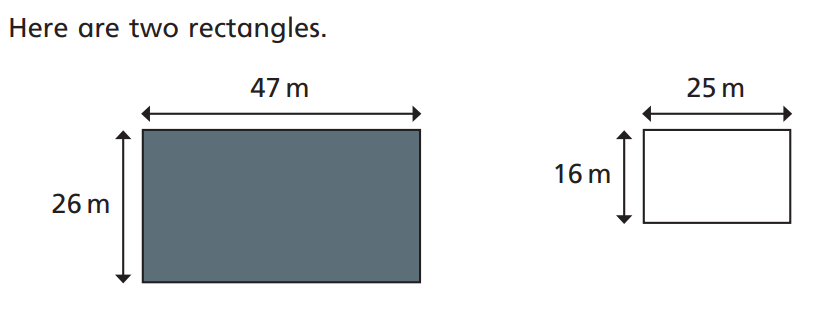 Here are two rectangles.
47 m
25 m
26 m
16 m